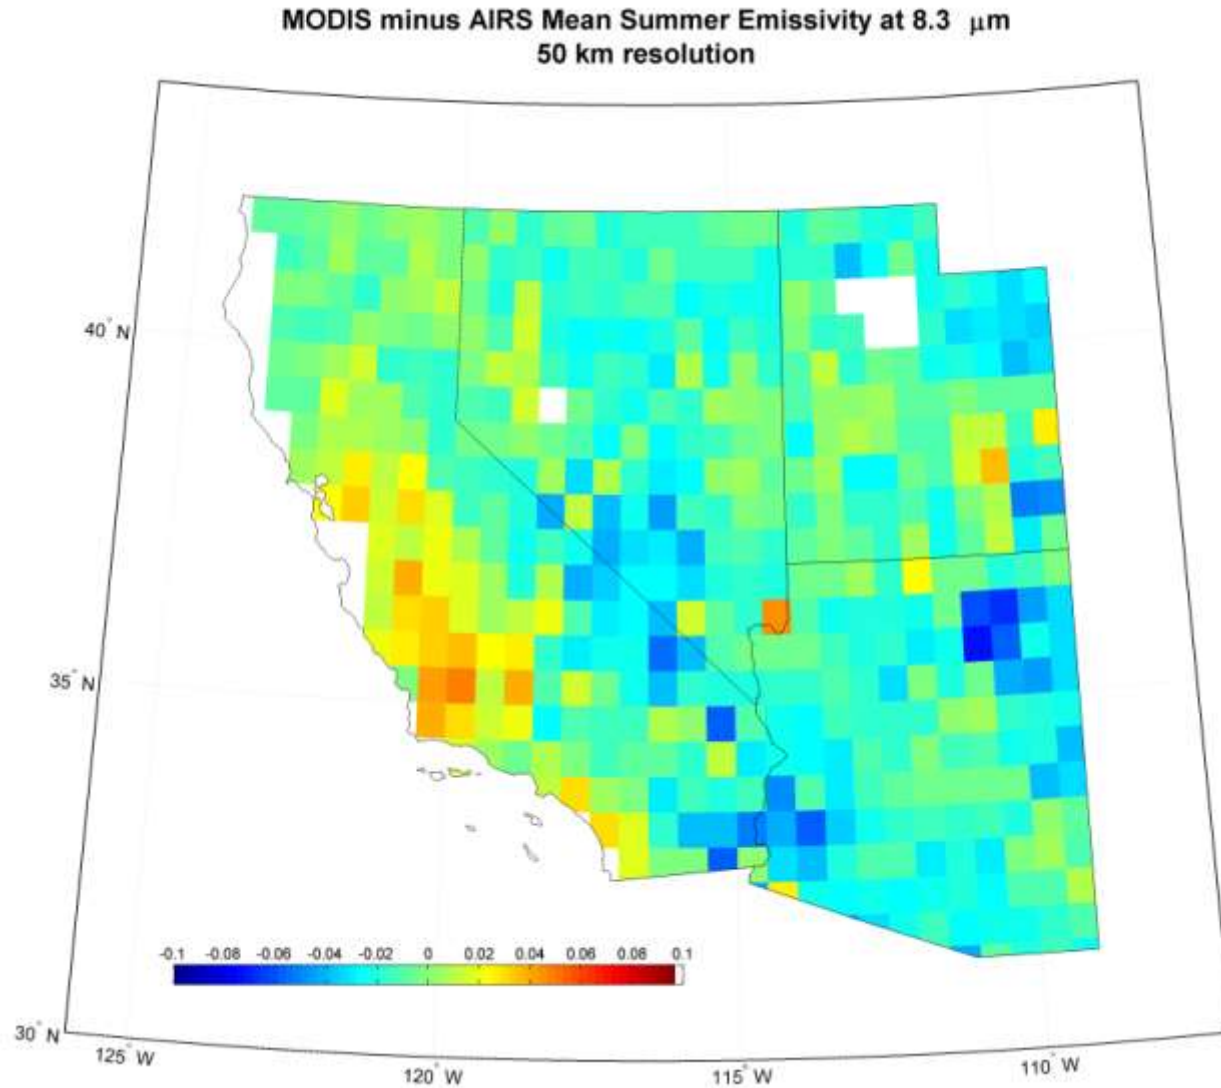 MODIS minus AIRS Mean Summer Emissivity at 8.3 μm
50 km resolution
40° N
35° N
-0.1 -0.08 -0.06 -0.04 -0.02 0 0.02 0.04 0.06 0.08 0.1
30° N
125° W
120° W
115° W
110° W